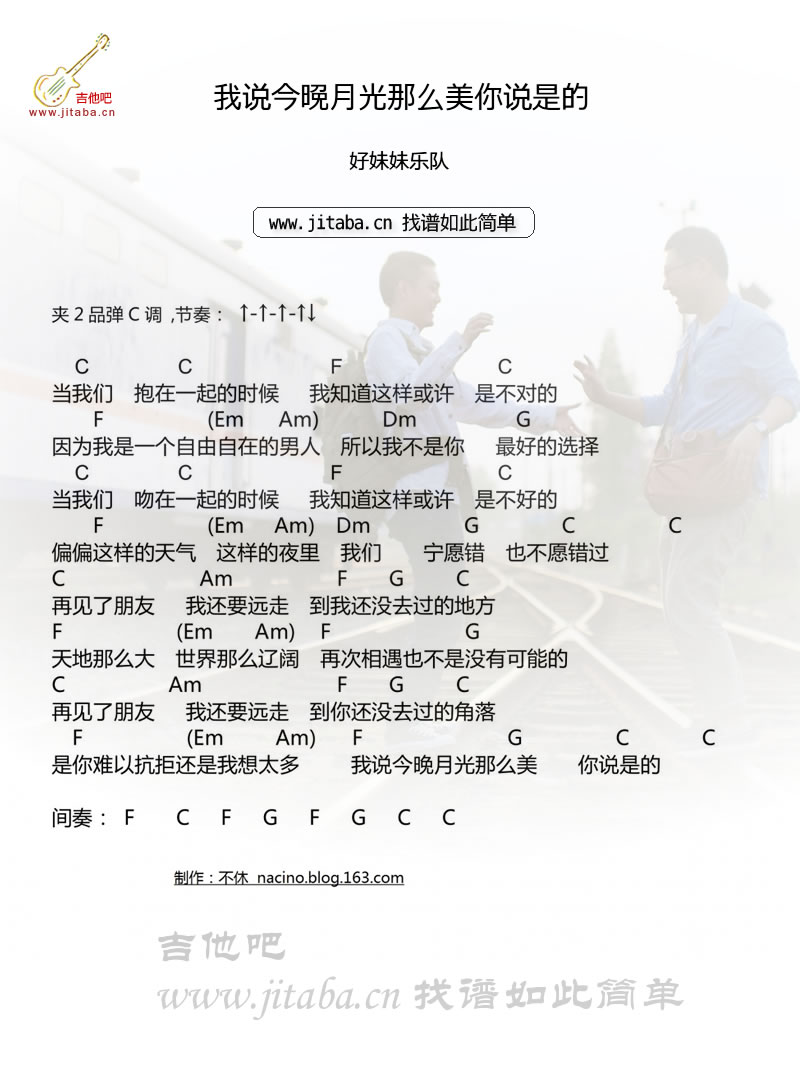 吉他吧
www.jitaba.cn
我说今晚月光那么美你说是的
好妹妹乐队
www.jitaba.cn 找谱如此简单
夹2品弹C调 ,节奏： ↑-↑-↑-↑↓
C C F C
当我们 抱在一起的时候 我知道这样或许 是不对的
F (Em Am) Dm G
因为我是一个自由自在的男人 所以我不是你 最好的选择
C C F C
当我们 吻在一起的时候 我知道这样或许 是不好的
F (Em Am) Dm G C C
偏偏这样的天气 这样的夜里 我们 宁愿错 也不愿错过
C Am F G C
再见了朋友 我还要远走 到我还没去过的地方
F (Em Am) F G
天地那么大 世界那么辽阔 再次相遇也不是没有可能的
C Am F G C
再见了朋友 我还要远走 到你还没去过的角落
F (Em Am) F G C C
是你难以抗拒还是我想太多 我说今晚月光那么美 你说是的
间奏： F C F G F G C C
制作：不休 nacino.blog.163.com
吉他吧
www.jitaba.cn 找谱如此简单